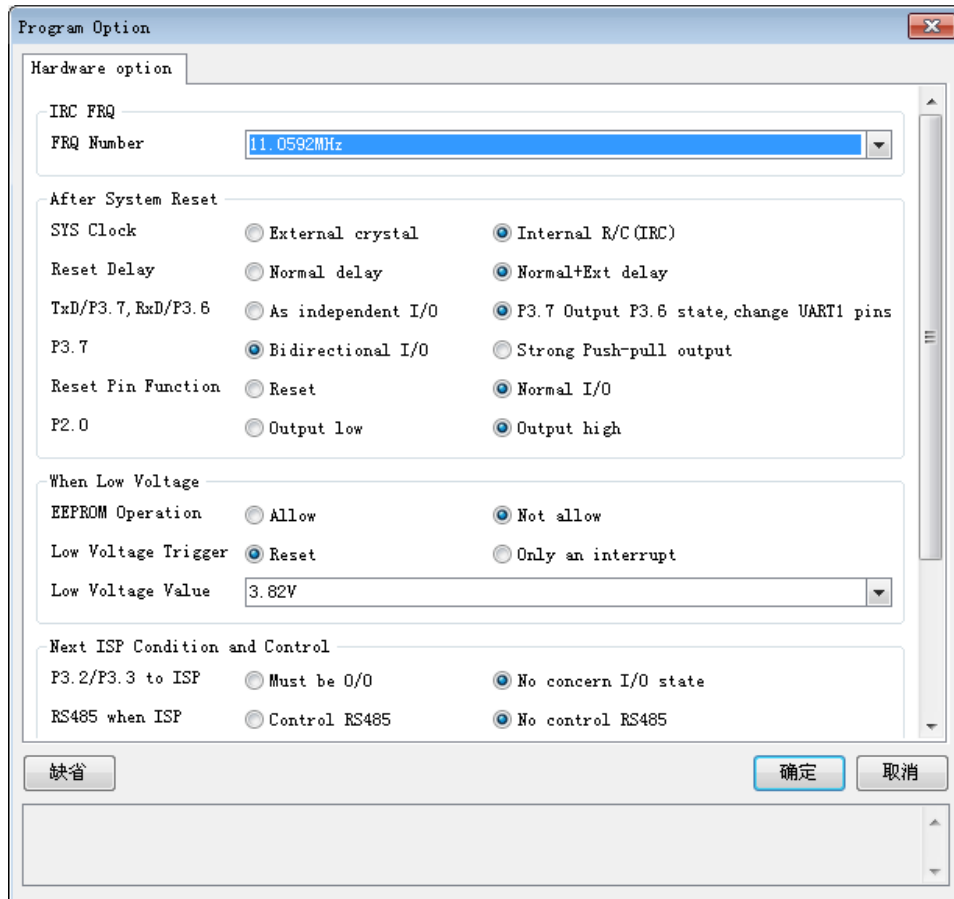 Program Option
Hardware option
IRC FRQ
FRQ Number 11.0592MHz
After System Reset
SYS Clock External crystal Internal R/C(IRC)
Reset Delay Normal delay Normal+Ext delay
TxD/P3.7,RxD/P3.6 As independent I/O P3.7 Output P3.6 state,change UART1 pins
P3.7 Bidirectional I/O Strong Push-pull output
Reset Pin Function Reset Normal I/O
P2.0 Output low Output high
When Low Voltage
EEPROM Operation Allow Not allow
Low Voltage Trigger Reset Only an interrupt
Low Voltage Value 3.82V
Next ISP Condition and Control
P3.2/P3.3 to ISP Must be 0/0 No concern I/O state
RS485 when ISP Control RS485 No control RS485
缺省 确定 取消